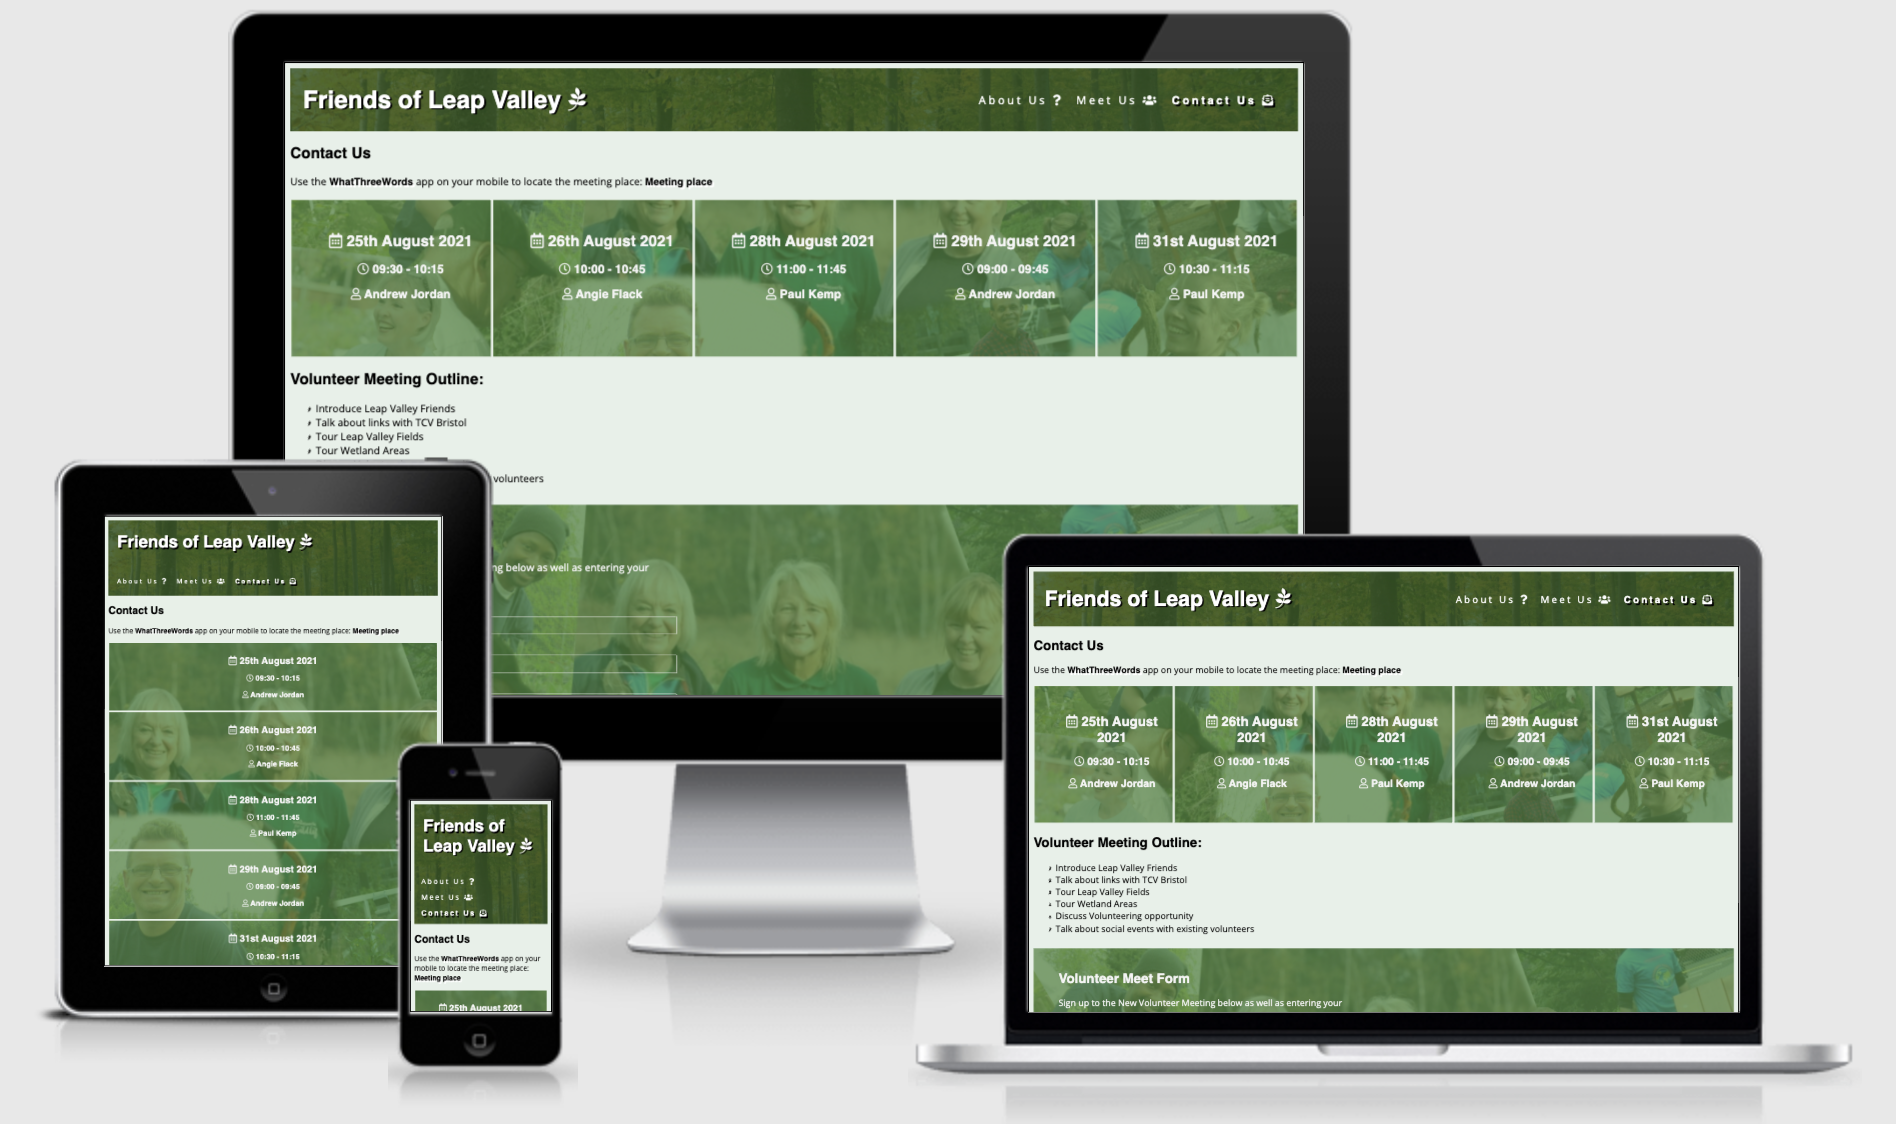 Friends of Leap Valley
About Us ? Meet Us Contact Us
Contact Us
Use the WhatThreeWords app on your mobile to locate the meeting place: Meeting place
25th August 2021
09:30 - 10:15
Andrew Jordan
26th August 2021
10:00 - 10:45
Angie Flack
28th August 2021
11:00 - 11:45
Paul Kemp
29th August 2021
09:00 - 09:45
Andrew Jordan
31st August 2021
10:30 - 11:15
Paul Kemp
Volunteer Meeting Outline:
Introduce Leap Valley Friends
Talk about links with TCV Bristol
Tour Leap Valley Fields
Tour Wetland Areas
volunteers
ng below as well as entering your
Friends of Leap Valley
About Us ? Meet Us Contact Us
Contact Us
Use the WhatThreeWords app on your mobile to locate the meeting place: Meeting place
25th August 2021
09:30 - 10:15
Andrew Jordan
26th August 2021
10:00 - 10:45
Angie Flack
28th August 2021
11:00 - 11:45
Paul Kemp
29th August 2021
09:00 - 09:45
Andrew Jordan
31st August 2021
10:30 - 11:15
Friends of
Leap Valley
About Us ?
Meet Us
Contact Us
Contact Us
Use the WhatThreeWords app on your
mobile to locate the meeting place:
Meeting place
25th August 2021
Friends of Leap Valley
About Us ? Meet Us Contact Us
Contact Us
Use the WhatThreeWords app on your mobile to locate the meeting place: Meeting place
25th August
2021
09:30 - 10:15
Andrew Jordan
26th August
2021
10:00 - 10:45
Angie Flack
28th August
2021
11:00 - 11:45
Paul Kemp
29th August
2021
09:00 - 09:45
Andrew Jordan
31st August
2021
10:30 - 11:15
Paul Kemp
Volunteer Meeting Outline:
Introduce Leap Valley Friends
Talk about links with TCV Bristol
Tour Leap Valley Fields
Tour Wetland Areas
Discuss Volunteering opportunity
Talk about social events with existing volunteers
Volunteer Meet Form
Sign up to the New Volunteer Meeting below as well as entering your